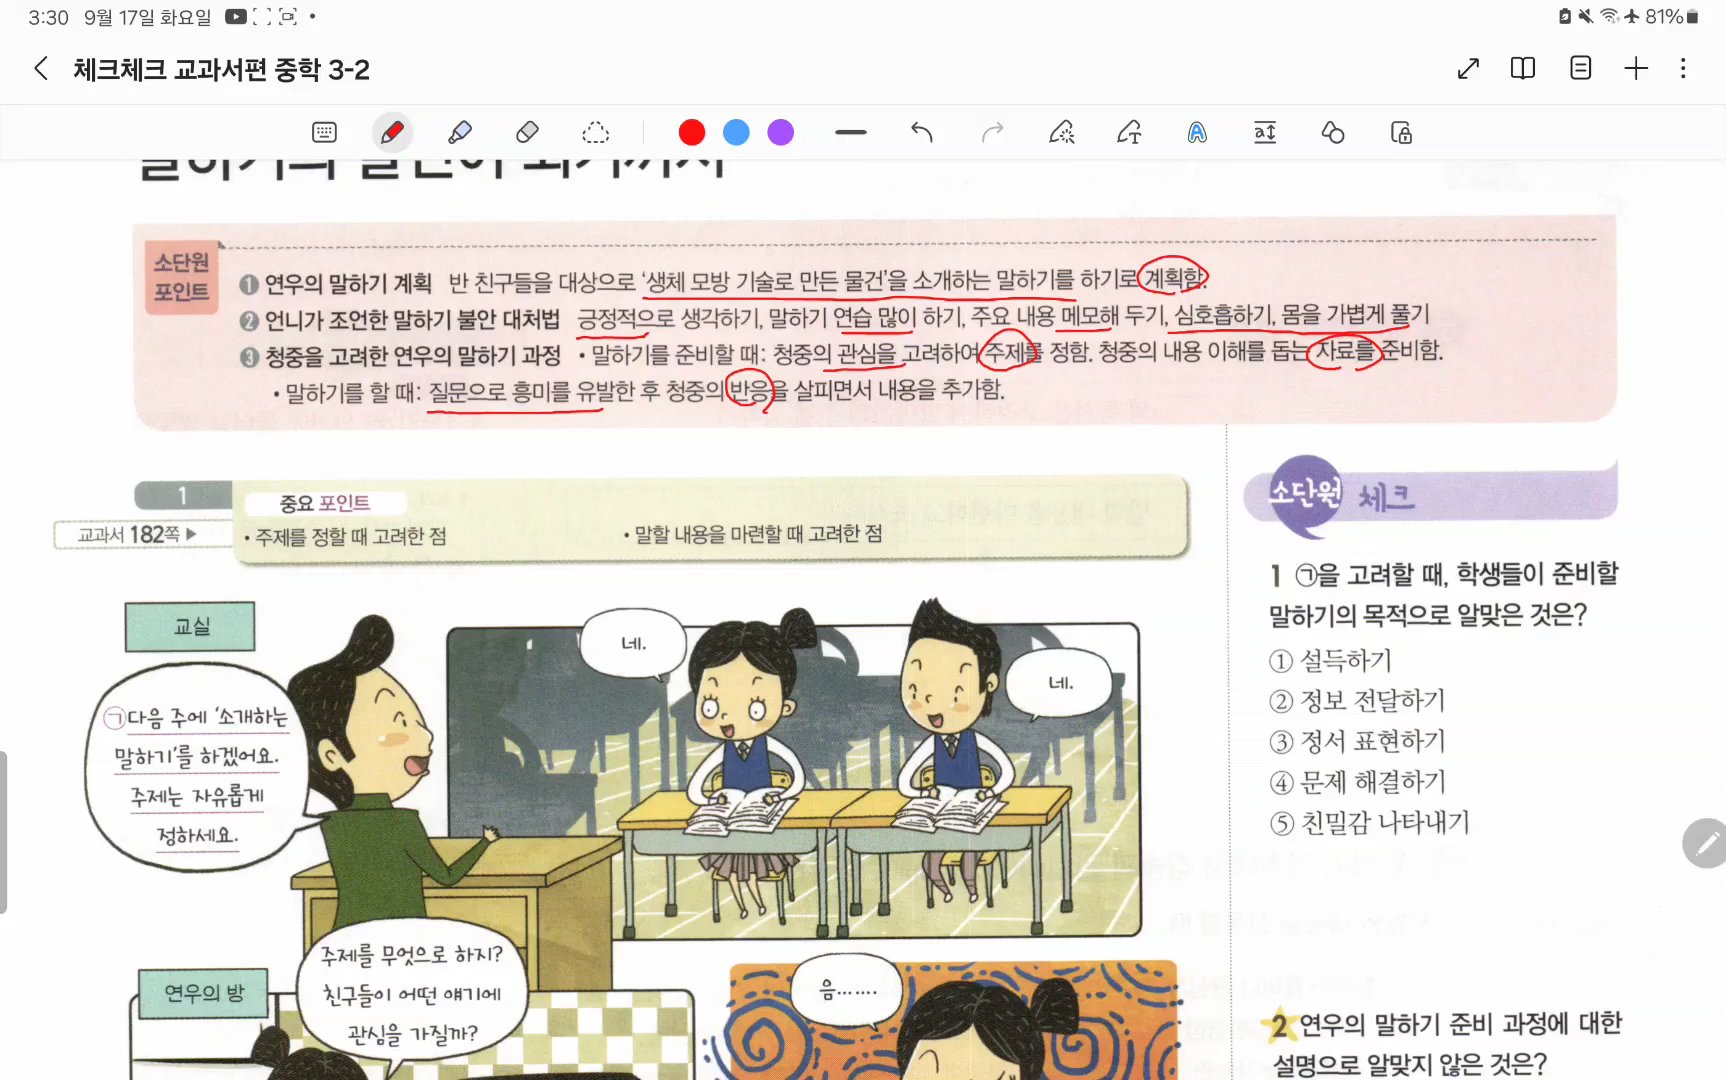 3:30 9월 17일 화요일
81%
체크체크 교과서편 중학 3-2
소단원
포인트
1 연우의 말하기 계획 반 친구들을 대상으로 '생체 모방 기술로 만든 물건'을 소개하는 말하기를 하기로 계획함.
2 언니가 조언한 말하기 불안 대처법 긍정적으로 생각하기, 말하기 연습 많이 하기, 주요 내용 메모해 두기, 심호흡하기, 몸을 가볍게 풀기
3 청중을 고려한 연우의 말하기 과정 • 말하기를 준비할 때: 청중의 관심을 고려하여 주제를 정함. 청중의 내용 이해를 돕는 자료를 준비함.
• 말하기를 할 때: 질문으로 흥미를 유발한 후 청중의 반응을 살피면서 내용을 추가함.
1
중요 포인트
교과서 182쪽 ▶
• 주제를 정할 때 고려한 점
• 말할 내용을 마련할 때 고려한 점
교실
㉠다음 주에 '소개하는
말하기'를 하겠어요.
주제는 자유롭게
정하세요.
네.
네.
연우의 방
주제를 무엇으로 하지?
친구들이 어떤 얘기에
관심을 가질까?
음……
소단원 체크
1 ㉠을 고려할 때, 학생들이 준비할
말하기의 목적으로 알맞은 것은?
① 설득하기
② 정보 전달하기
③ 정서 표현하기
④ 문제 해결하기
⑤ 친밀감 나타내기
2 연우의 말하기 준비 과정에 대한
설명으로 알맞지 않은 것은?